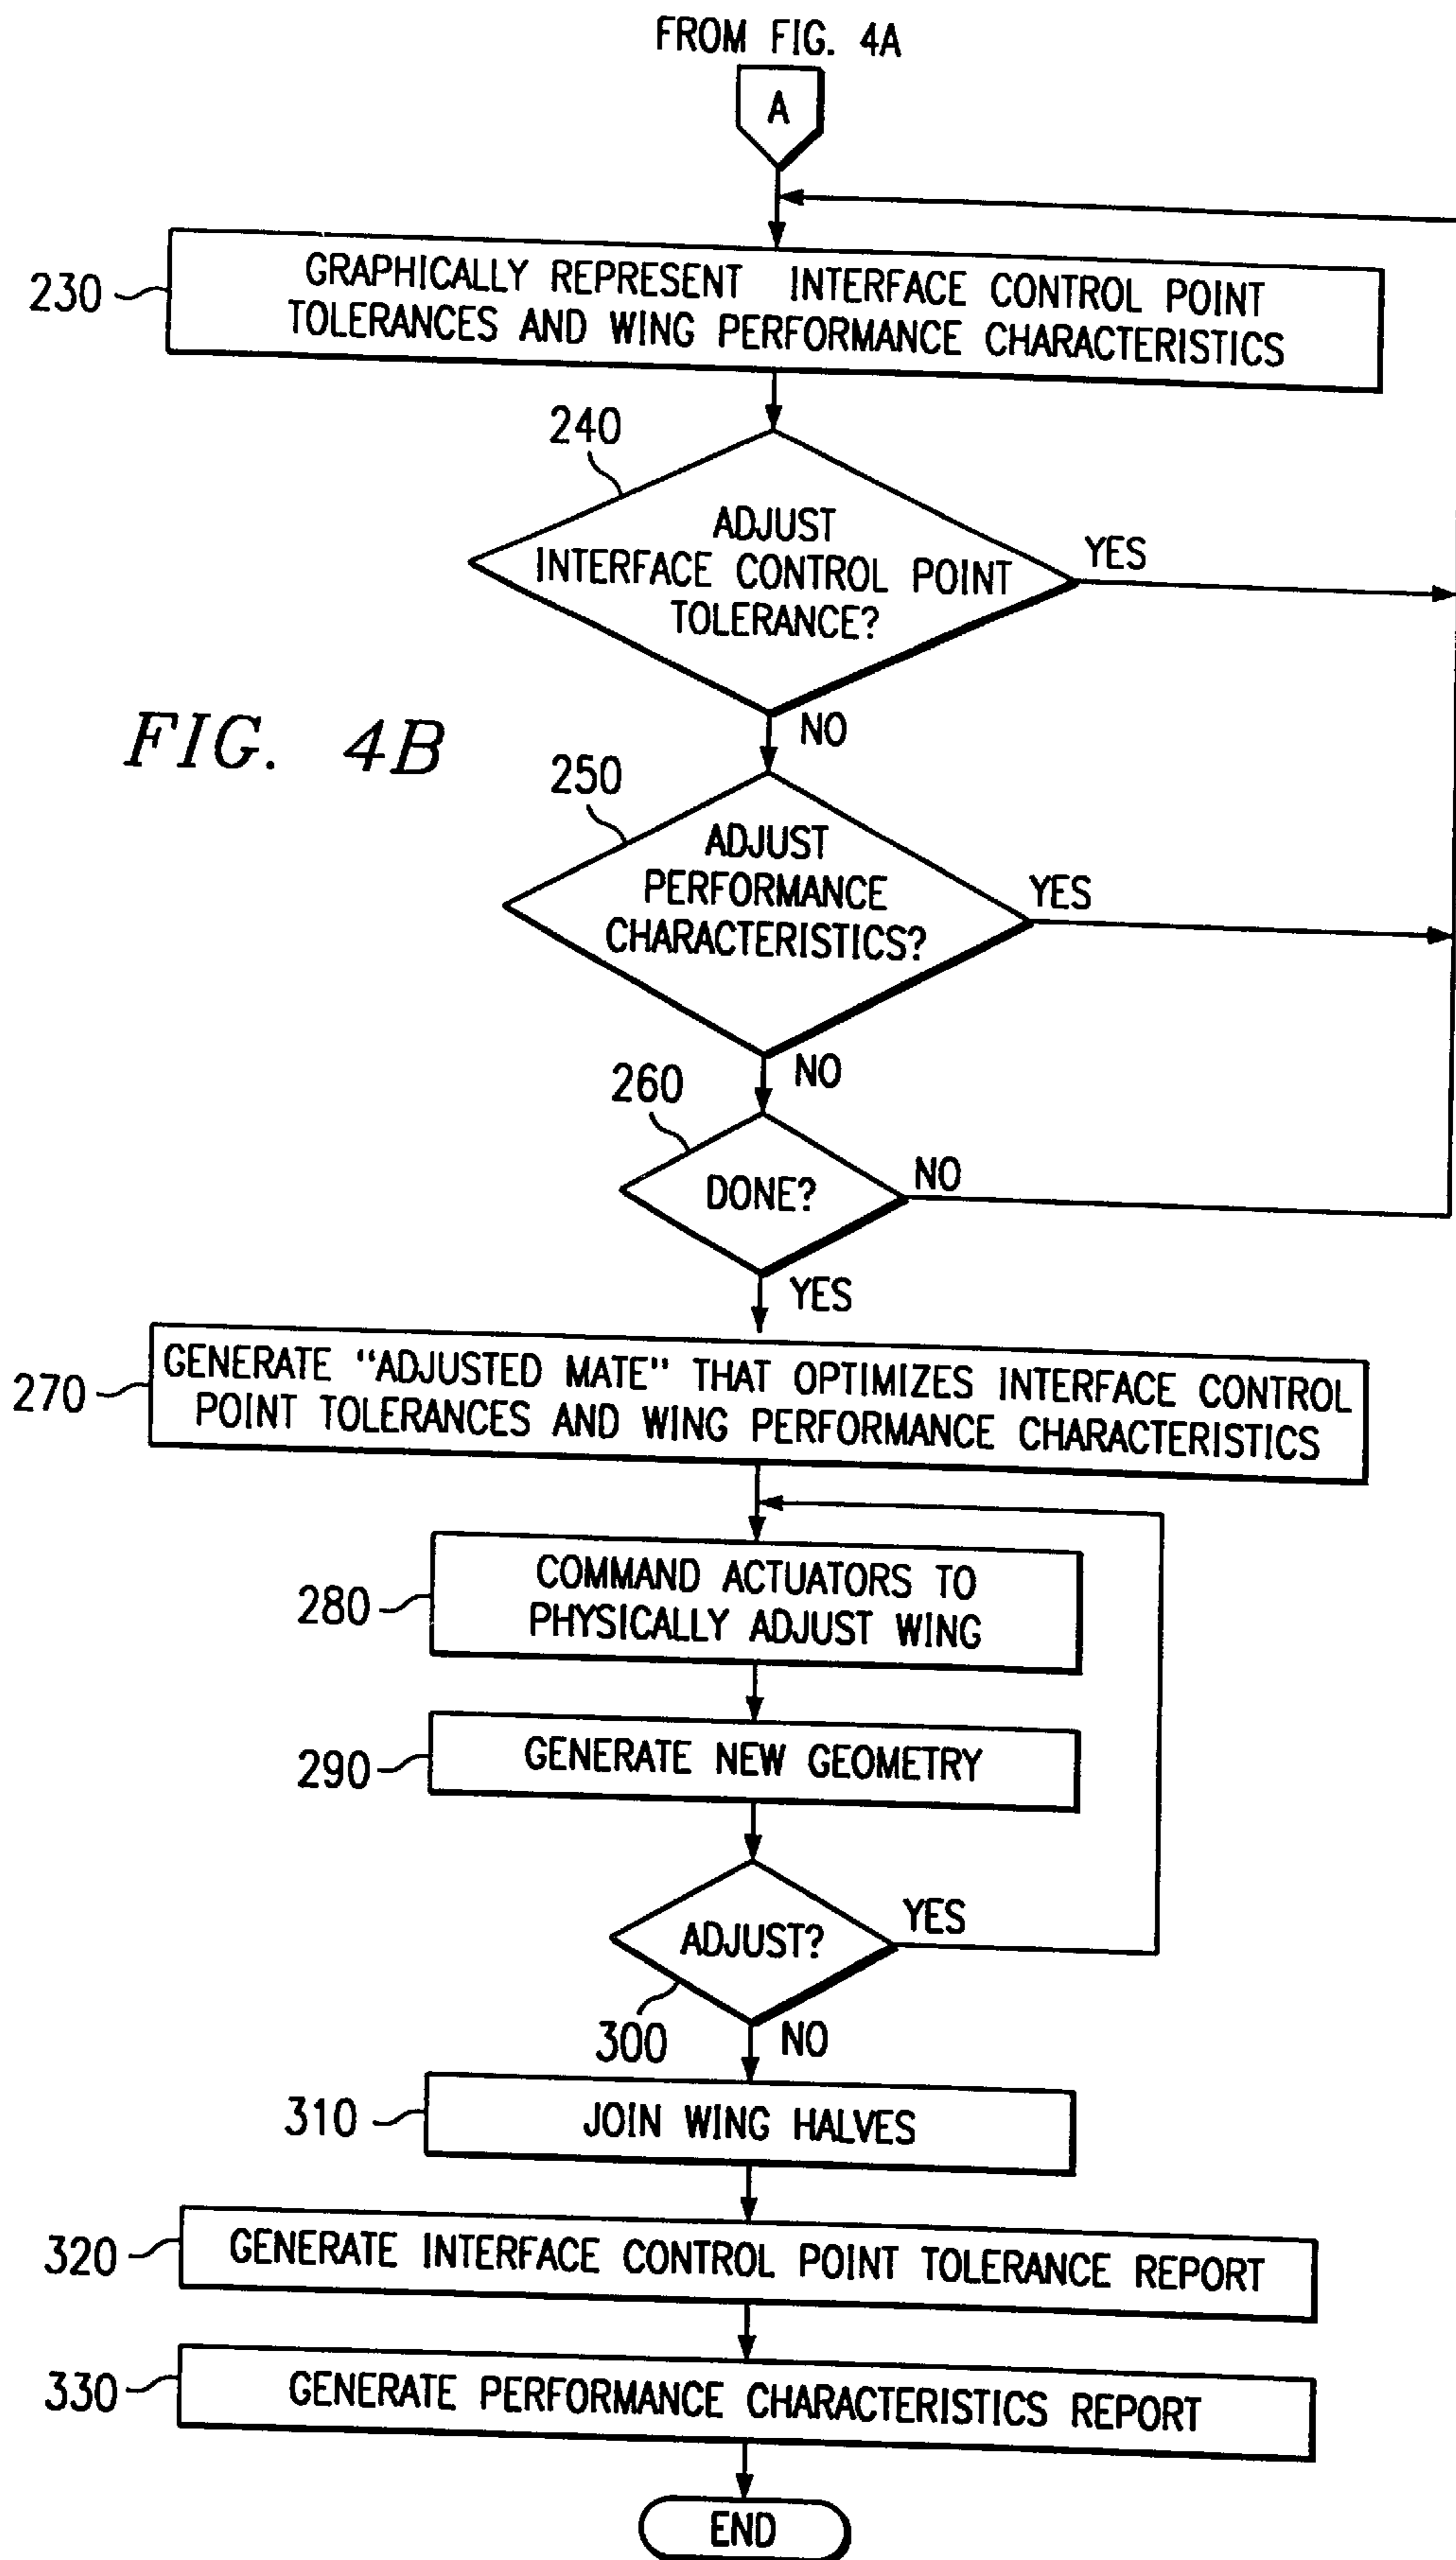 FROM FIG. 4A
A
230
GRAPHICALLY REPRESENT INTERFACE CONTROL POINT
TOLERANCES AND WING PERFORMANCE CHARACTERISTICS
240
ADJUST
INTERFACE CONTROL POINT
TOLERANCE?
YES
NO
FIG. 4B
250
ADJUST
PERFORMANCE
CHARACTERISTICS?
YES
NO
260
DONE?
NO
YES
270
GENERATE "ADJUSTED MATE" THAT OPTIMIZES INTERFACE CONTROL
POINT TOLERANCES AND WING PERFORMANCE CHARACTERISTICS
280
COMMAND ACTUATORS TO
PHYSICALLY ADJUST WING
290
GENERATE NEW GEOMETRY
ADJUST?
YES
300
NO
310
JOIN WING HALVES
320
GENERATE INTERFACE CONTROL POINT TOLERANCE REPORT
330
GENERATE PERFORMANCE CHARACTERISTICS REPORT
END